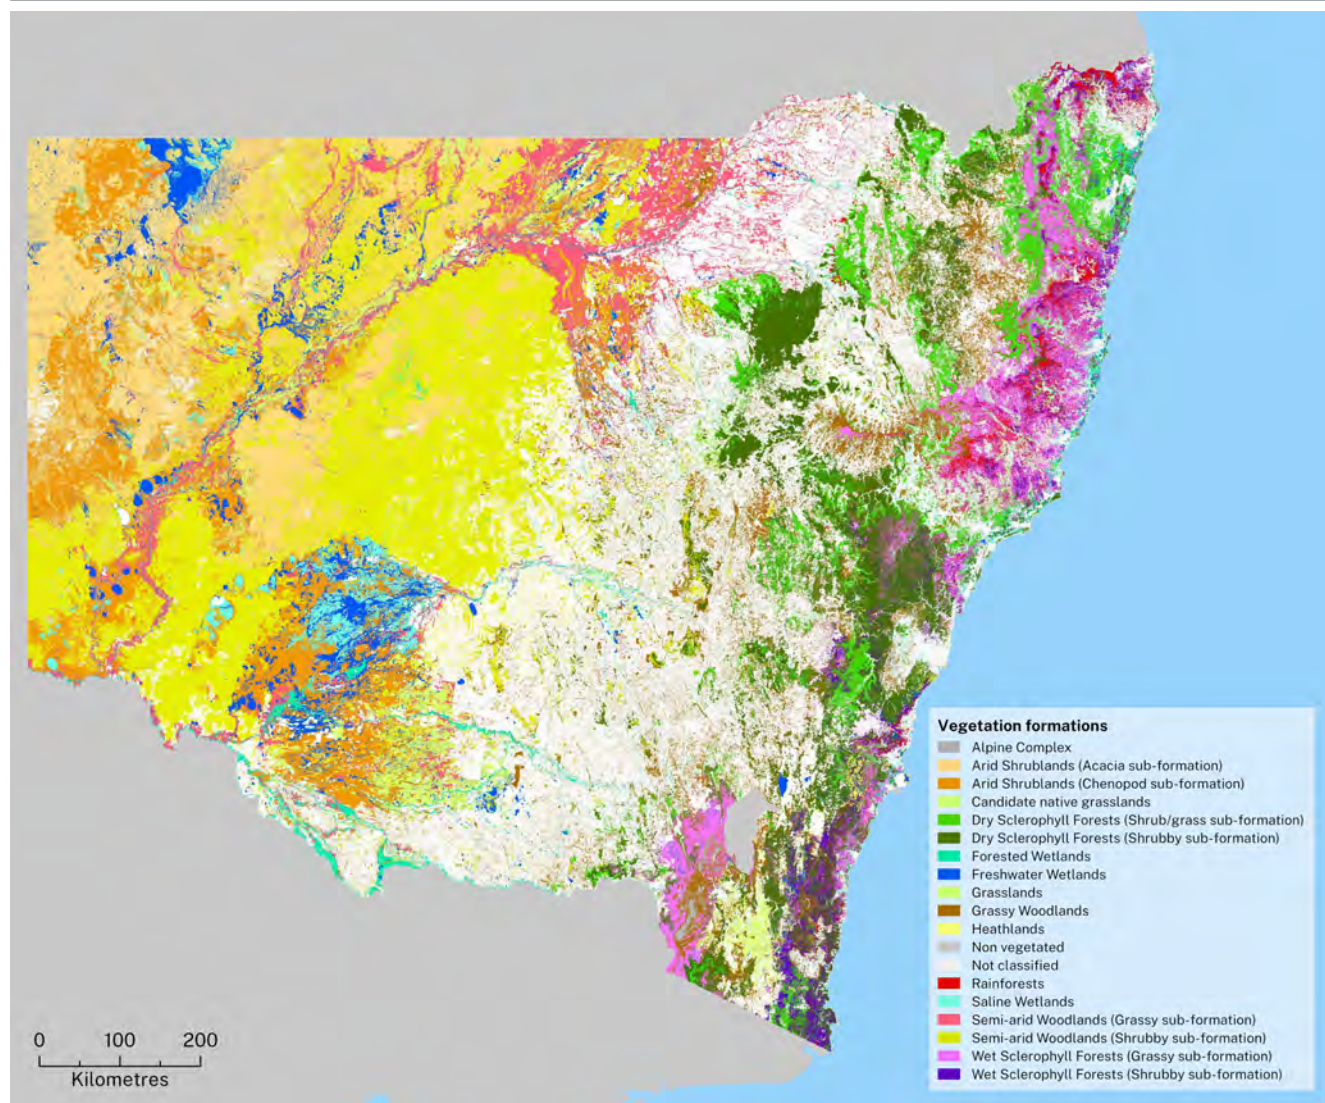 Vegetation formations
Alpine Complex
Arid Shrublands (Acacia sub-formation)
Arid Shrublands (Chenopod sub-formation)
Candidate native grasslands
Dry Sclerophyll Forests (Shrub/grass sub-formation)
Dry Sclerophyll Forests (Shrubby sub-formation)
Forested Wetlands
Freshwater Wetlands
Grasslands
Grassy Woodlands
Heathlands
Non vegetated
Not classified
Rainforests
Saline Wetlands
Semi-arid Woodlands (Grassy sub-formation)
Semi-arid Woodlands (Shrubby sub-formation)
Wet Sclerophyll Forests (Grassy sub-formation)
Wet Sclerophyll Forests (Shrubby sub-formation)
0 100 200
Kilometres